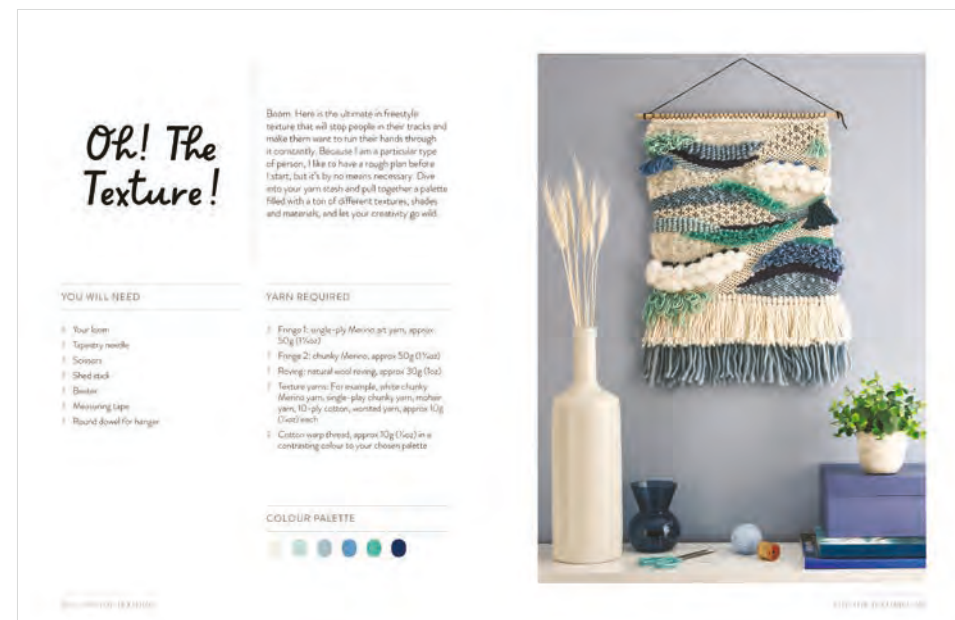 Oh! The
Texture!
Boom. Here is the ultimate in freestyle
texture that will stop people in their tracks and
make them want to run their hands through
it constantly. Because I am a particular type
of person, I like to have a rough plan before
I start, but it's by no means necessary. Dive
into your yarn stash and pull together a palette
filled with a ton of different textures, shades
and materials, and let your creativity go wild.
YOU WILL NEED
Your loom
Tapestry needle
Scissors
Shed stick
Beater
Measuring tape
Round dowel for hanger
YARN REQUIRED
Fringe 1: single-ply Merino art yarn, approx
50g (1¾oz)
Fringe 2: chunky Merino, approx 50g (1¾oz)
Roving: natural wool roving, approx 30g (1oz)
Texture yarns: For example, white chunky
Merino yarn, single-play chunky yarn, mohair
yarn, 10-ply cotton, worsted yarn, approx 10g
each
Cotton warp thread, approx 10g in a
contrasting colour to your chosen palette
COLOUR PALETTE